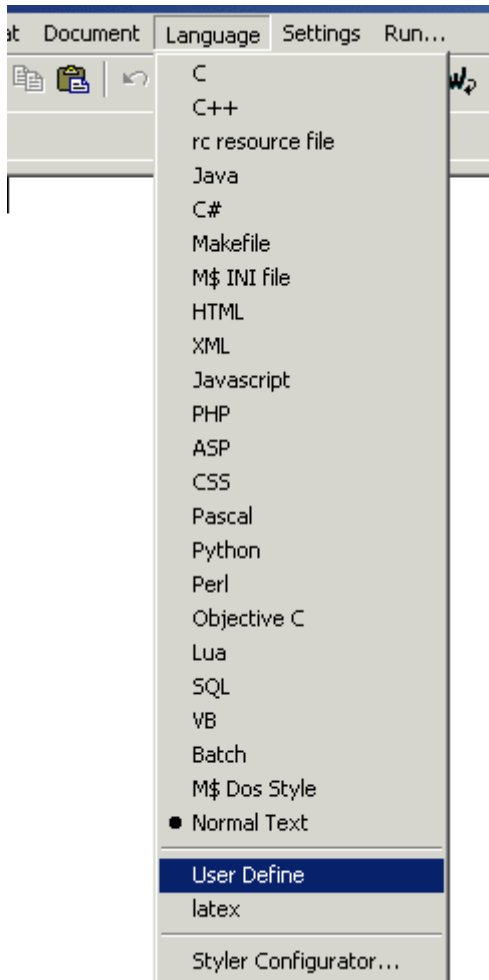 at Document Language Settings Run...
C
C++
rc resource file
Java
C#
Makefile
M$ INI file
HTML
XML
Javascript
PHP
ASP
CSS
Pascal
Python
Perl
Objective C
Lua
SQL
VB
Batch
M$ Dos Style
Normal Text
User Define
latex
Styler Configurator...